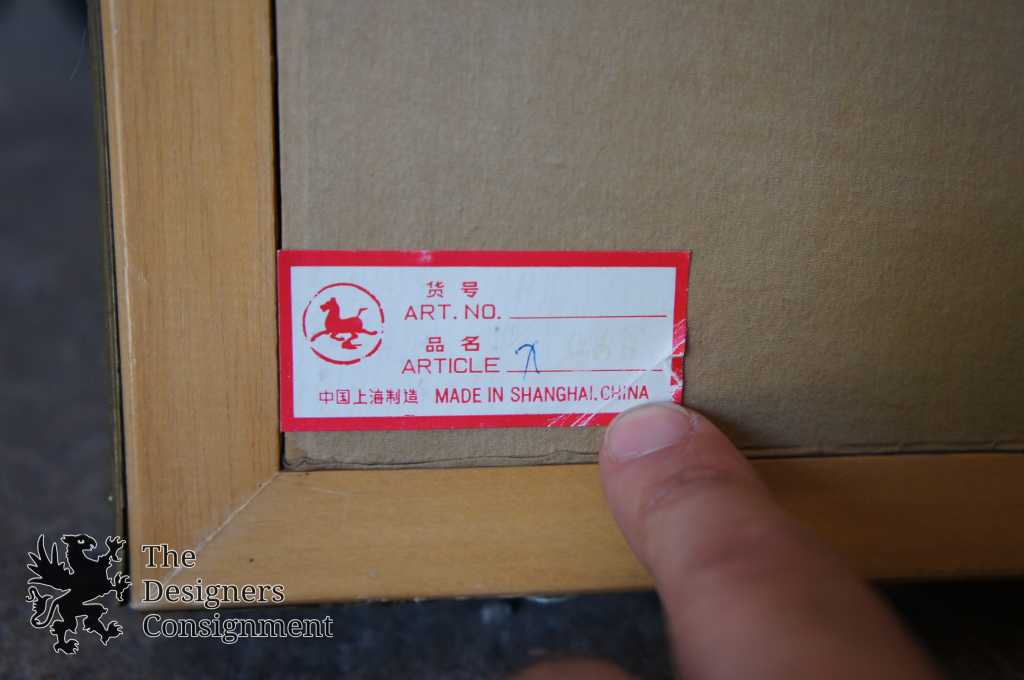 货号
ART. NO.
品名
ARTICLE
中国上海制造 MADE IN SHANGHAI. CHINA
The
Designers
Consignment